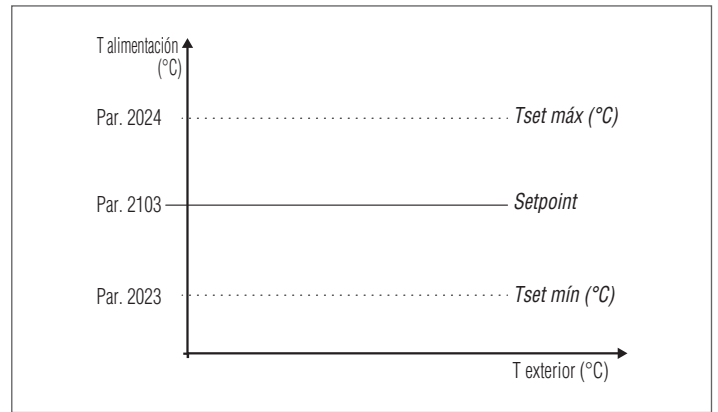 T alimentación
(°C)
Par. 2024
Tset máx (°C)
Par. 2103
Setpoint
Par. 2023
Tset mín (°C)
T exterior (°C)